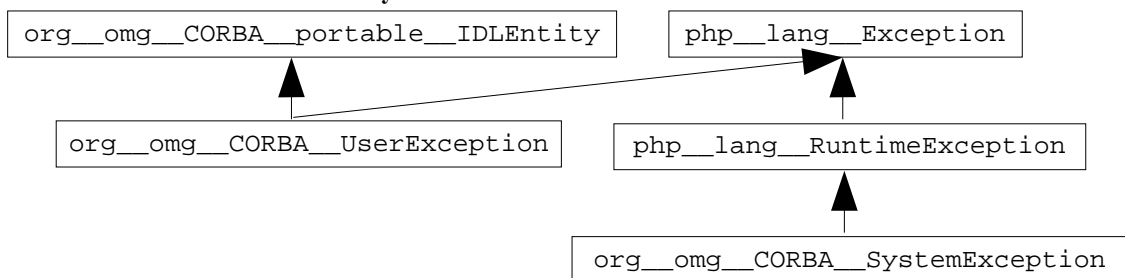 org__omg__CORBA__portable__IDLEntity php__lang__Exception
org__omg__CORBA__UserException php__lang__RuntimeException
org__omg__CORBA__SystemException